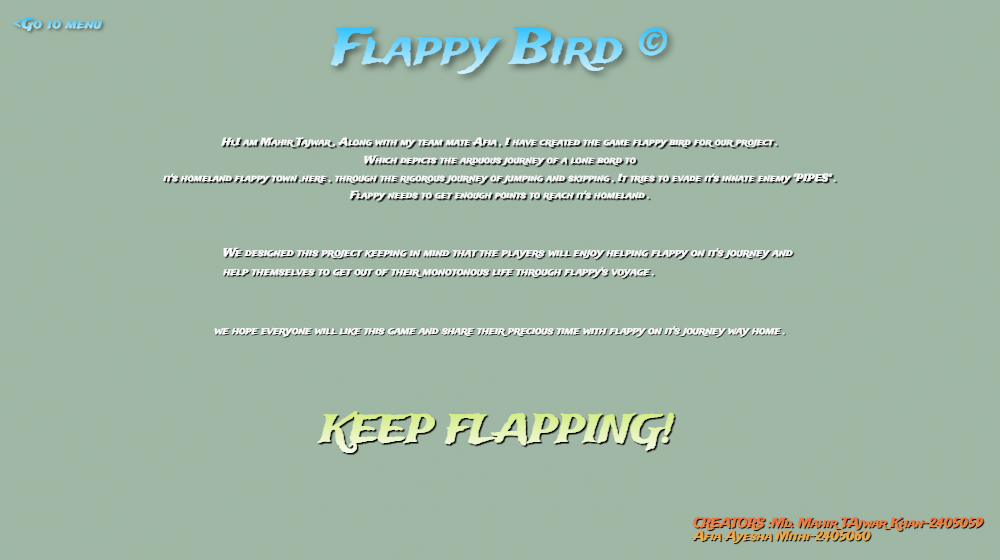 <Go to menu
Flappy Bird ©
Hi,I am Mahir Tajwar , Along with my team mate Afia , I have created the game flappy bird for our project .
Which depicts the arduous journey of a lone bord to
it's homeland flappy town .here , through the rigorous journey of jumping and skipping . It tries to evade it's innate enemy "PIPES" .
Flappy needs to get enough points to reach it's homeland .
We designed this project keeping in mind that the players will enjoy helping flappy on it's journey and
help themselves to get out of their monotonous life through flappy's voyage .
we hope everyone will like this game and share their precious time with flappy on it's journey way home .
KEEP FLAPPING!
CREATORS :Md. Mahir TAjwar Khan-2405059
Afia Ayesha Mithi-2405060